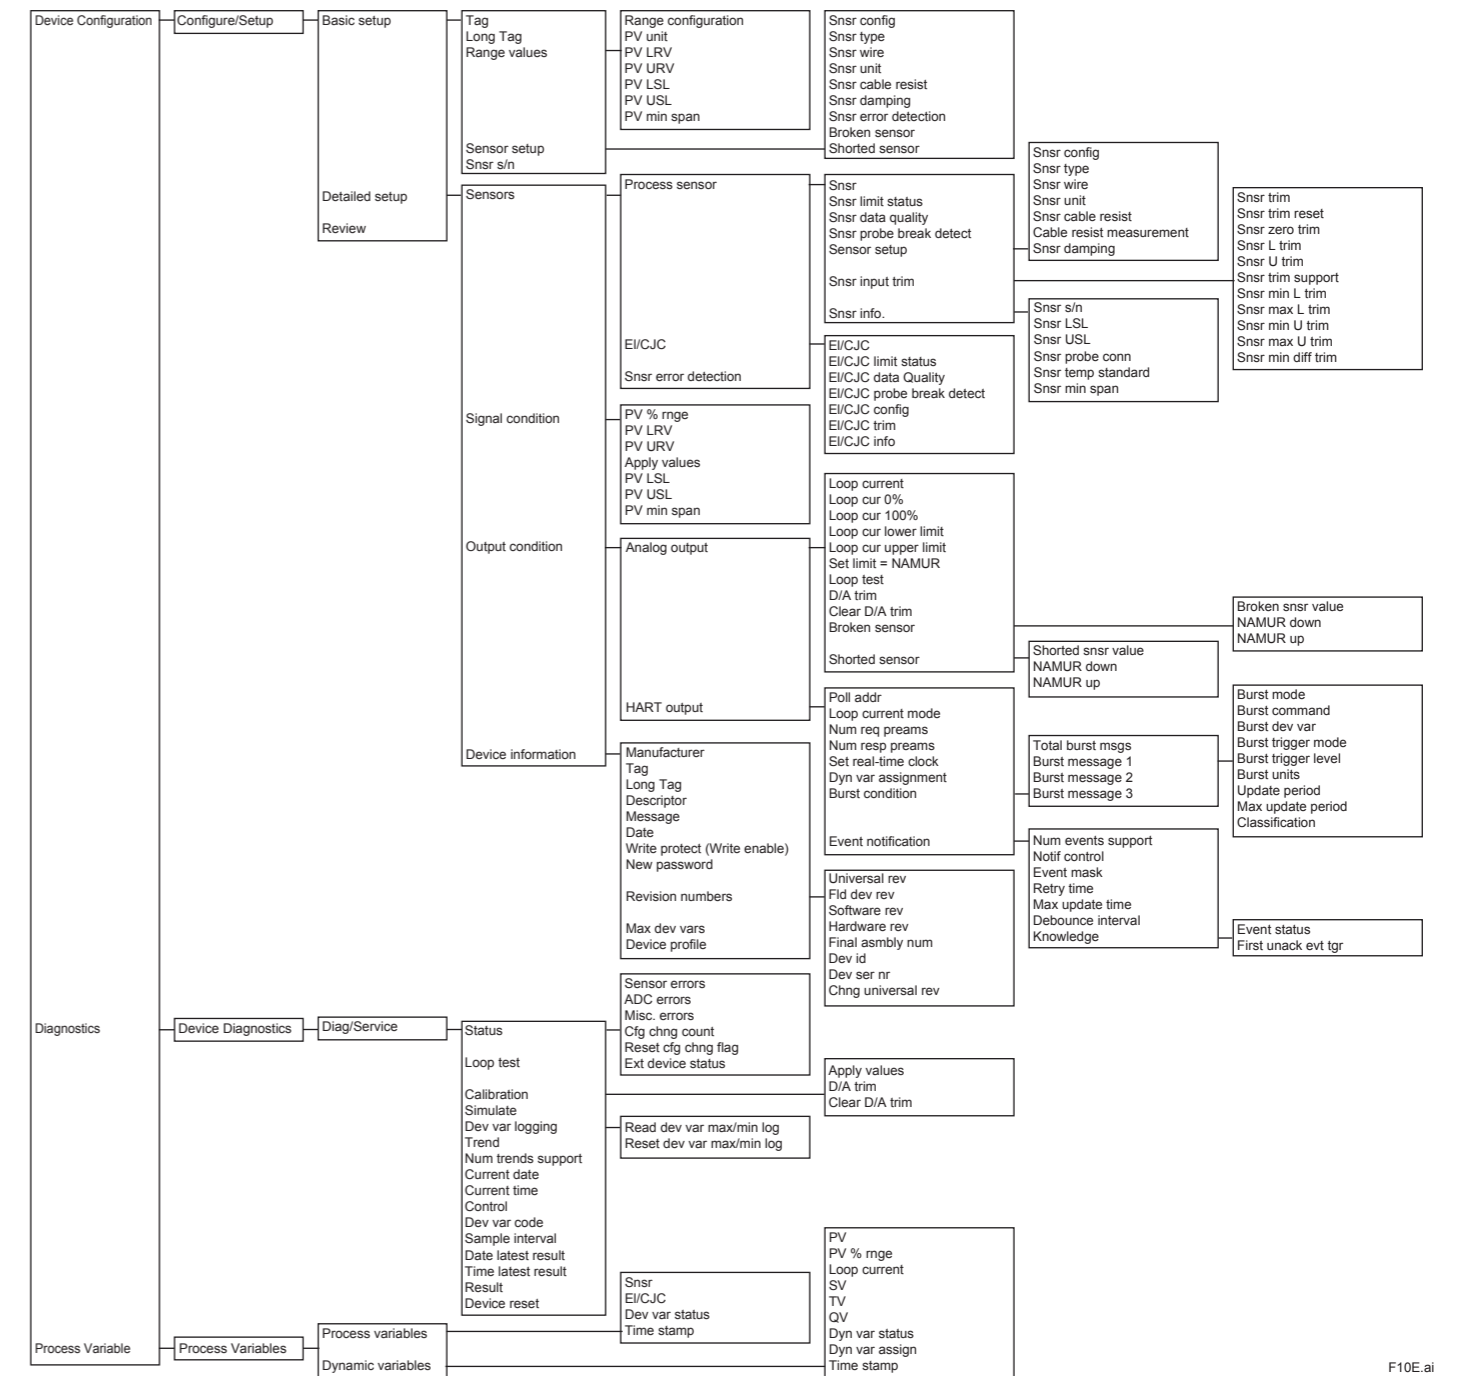 Device Configuration
Diagnostics
Process Variable
Configure/Setup
Device Diagnostics
Process Variables
Basic setup
Detailed setup
Review
Diag/Service
Process variables
Dynamic variables
Tag
Long Tag
Range values
Sensor setup
Snsr s/n
Sensors
Signal condition
Output condition
Device information
Status
Loop test
Calibration
Simulate
Dev var logging
Trend
Num trends support
Current date
Current time
Control
Dev var code
Sample interval
Date latest result
Time latest result
Result
Device reset
Range configuration
PV unit
PV LRV
PV URV
PV LSL
PV USL
PV min span
Process sensor
EI/CJC
Snsr error detection
PV % rnge
PV LRV
PV URV
Apply values
PV LSL
PV USL
PV min span
Analog output
HART output
Manufacturer
Tag
Long Tag
Descriptor
Message
Date
Write protect (Write enable)
New password
Revision numbers
Max dev vars
Device profile
Sensor errors
ADC errors
Misc. errors
Cfg chng count
Reset cfg chng flag
Ext device status
Read dev var max/min log
Reset dev var max/min log
Snsr
EI/CJC
Dev var status
Time stamp
Snsr config
Snsr type
Snsr wire
Snsr unit
Snsr cable resist
Snsr damping
Snsr error detection
Broken sensor
Shorted sensor
Snsr
Snsr limit status
Snsr data quality
Snsr probe break detect
Sensor setup
Snsr input trim
Snsr info.
EI/CJC
EI/CJC limit status
EI/CJC data Quality
EI/CJC probe break detect
EI/CJC config
EI/CJC trim
EI/CJC info
Loop current
Loop cur 0%
Loop cur 100%
Loop cur lower limit
Loop cur upper limit
Set limit = NAMUR
Loop test
D/A trim
Clear D/A trim
Broken sensor
Shorted sensor
Poll addr
Loop current mode
Num req preams
Num resp preams
Set real-time clock
Dyn var assignment
Burst condition
Event notification
Universal rev
Fld dev rev
Software rev
Hardware rev
Final asmbly num
Dev id
Dev ser nr
Chng universal rev
Apply values
D/A trim
Clear D/A trim
PV
PV % rnge
Loop current
SV
TV
QV
Dyn var status
Dyn var assign
Time stamp
Snsr config
Snsr type
Snsr wire
Snsr unit
Snsr cable resist
Cable resist measurement
Snsr damping
Snsr s/n
Snsr LSL
Snsr USL
Snsr probe conn
Snsr temp standard
Snsr min span
Shorted snsr value
NAMUR down
NAMUR up
Total burst msgs
Burst message 1
Burst message 2
Burst message 3
Num events support
Notif control
Event mask
Retry time
Max update time
Debounce interval
Knowledge
Snsr trim
Snsr trim reset
Snsr zero trim
Snsr L trim
Snsr U trim
Snsr trim support
Snsr min L trim
Snsr max L trim
Snsr min U trim
Snsr max U trim
Snsr min diff trim
Broken snsr value
NAMUR down
NAMUR up
Burst mode
Burst command
Burst dev var
Burst trigger mode
Burst trigger level
Burst units
Update period
Max update period
Classification
Event status
First unack evt tgr
F10E.ai